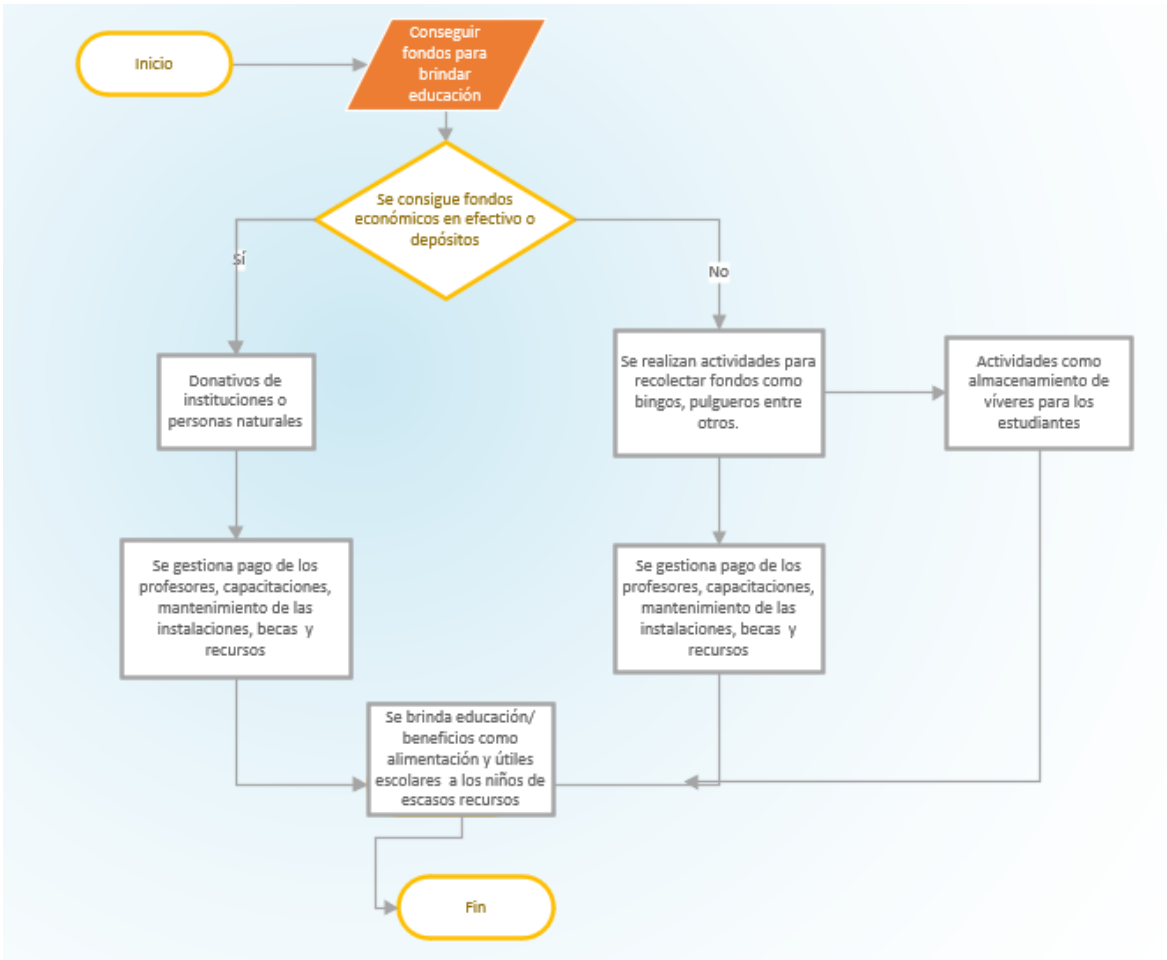 Inicio
Conseguir
fondos para
brindar
educación
Se consigue fondos
económicos en efectivo o
depósitos
Sí
No
Donativos de
instituciones o
personas naturales
Se realizan actividades para
recolectar fondos como
bingos, pulgueros entre
otros.
Actividades como
almacenamiento de
víveres para los
estudiantes
Se gestiona pago de los
profesores, capacitaciones,
mantenimiento de las
instalaciones, becas y
recursos
Se gestiona pago de los
profesores, capacitaciones,
mantenimiento de las
instalaciones, becas y
recursos
Se brinda educación/
beneficios como
alimentación y útiles
escolares a los niños de
escasos recursos
Fin